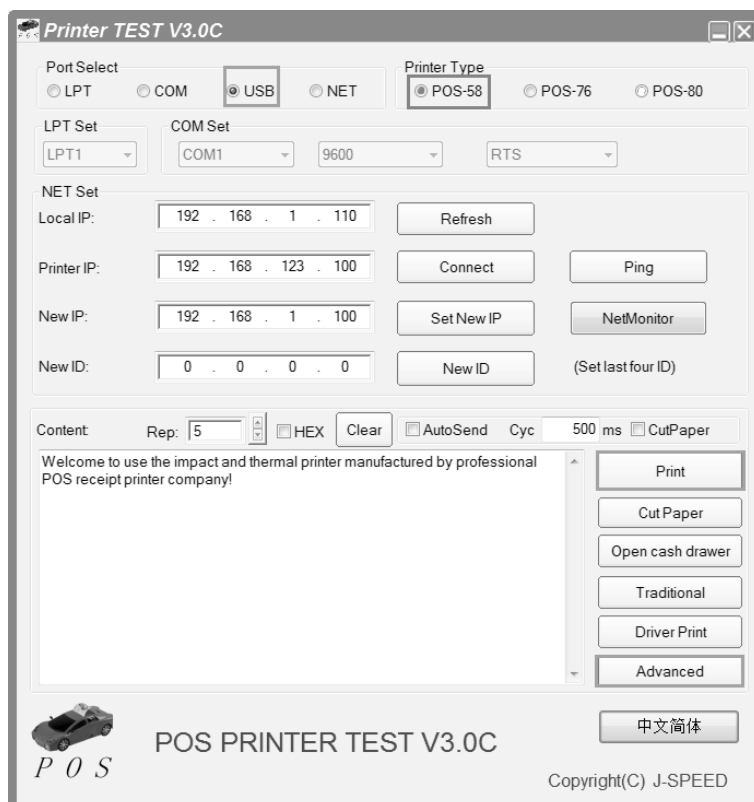 Printer TEST V3.0C
POS
Port Select
LPT COM USB NET
Printer Type
POS-58 POS-76 POS-80
LPT Set
LPT1
COM Set
COM1 9600 RTS
NET Set
Local IP: 192 . 168 . 1 . 110 Refresh
Printer IP: 192 . 168 . 123 . 100 Connect Ping
New IP: 192 . 168 . 1 . 100 Set New IP NetMonitor
New ID: 0 . 0 . 0 . 0 New ID (Set last four ID)
Content: Rep: 5 HEX Clear AutoSend Cyc 500 ms CutPaper
Welcome to use the impact and thermal printer manufactured by professional
POS receipt printer company!
Print
Cut Paper
Open cash drawer
Traditional
Driver Print
Advanced
POS
POS PRINTER TEST V3.0C
中文简体
Copyright(C) J-SPEED